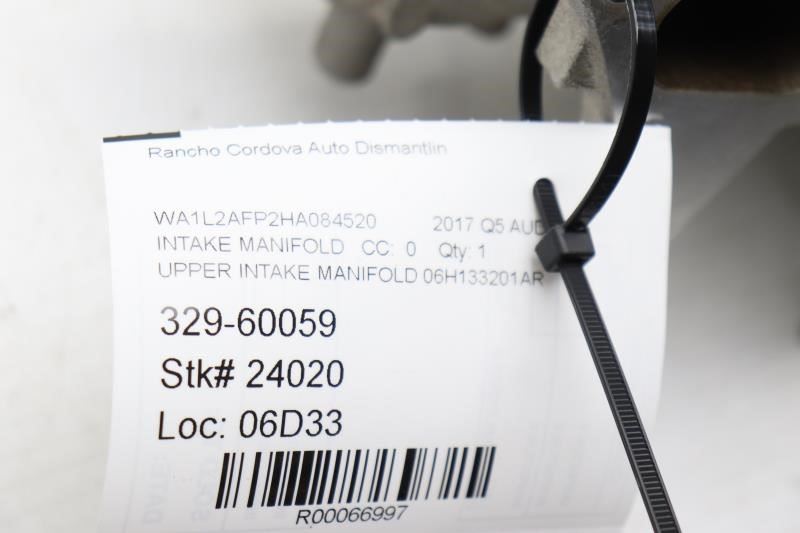 Rancho Cordova Auto Dismantlin
WA1L2AFP2HA084520 2017 Q5 AUD
INTAKE MANIFOLD CC: 0 Qty: 1
UPPER INTAKE MANIFOLD 06H133201AR
329-60059
Stk# 24020
Loc: 06D33
R00066997